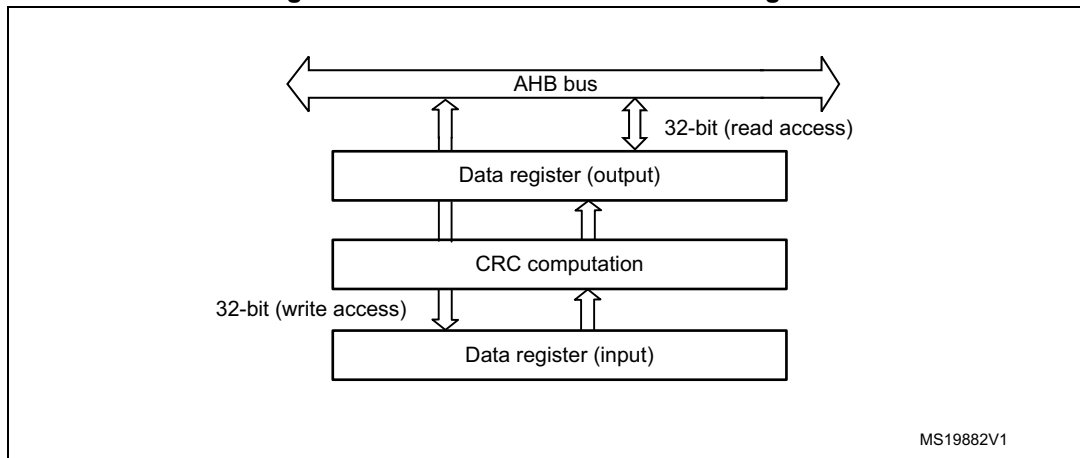 AHB bus
32-bit (read access)
Data register (output)
CRC computation
32-bit (write access)
Data register (input)
MS19882V1